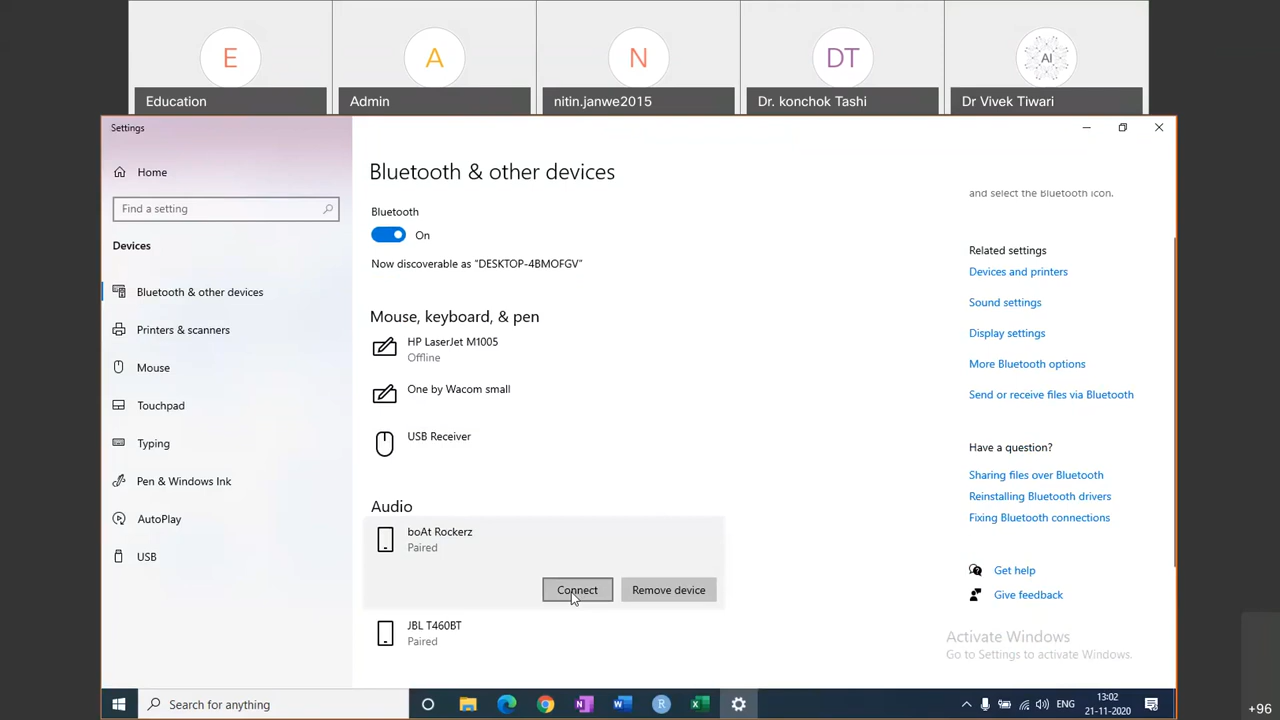 E
A
N
DT
AI
Education
Admin
nitin.janwe2015
Dr. konchok Tashi
Dr Vivek Tiwari
Settings
Home
Find a setting
Devices
Bluetooth & other devices
Printers & scanners
Mouse
Touchpad
Typing
Pen & Windows Ink
AutoPlay
USB
Bluetooth & other devices
Bluetooth
On
Now discoverable as "DESKTOP-4BMOFGV"
Mouse, keyboard, & pen
HP LaserJet M1005
Offline
One by Wacom small
USB Receiver
Audio
boAt Rockerz
Paired
Connect
Remove device
JBL T460BT
Paired
and select the Bluetooth icon.
Related settings
Devices and printers
Sound settings
Display settings
More Bluetooth options
Send or receive files via Bluetooth
Have a question?
Sharing files over Bluetooth
Reinstalling Bluetooth drivers
Fixing Bluetooth connections
Get help
Give feedback
Activate Windows
Go to Settings to activate Windows.
Search for anything
ENG
13:02
21-11-2020
+96